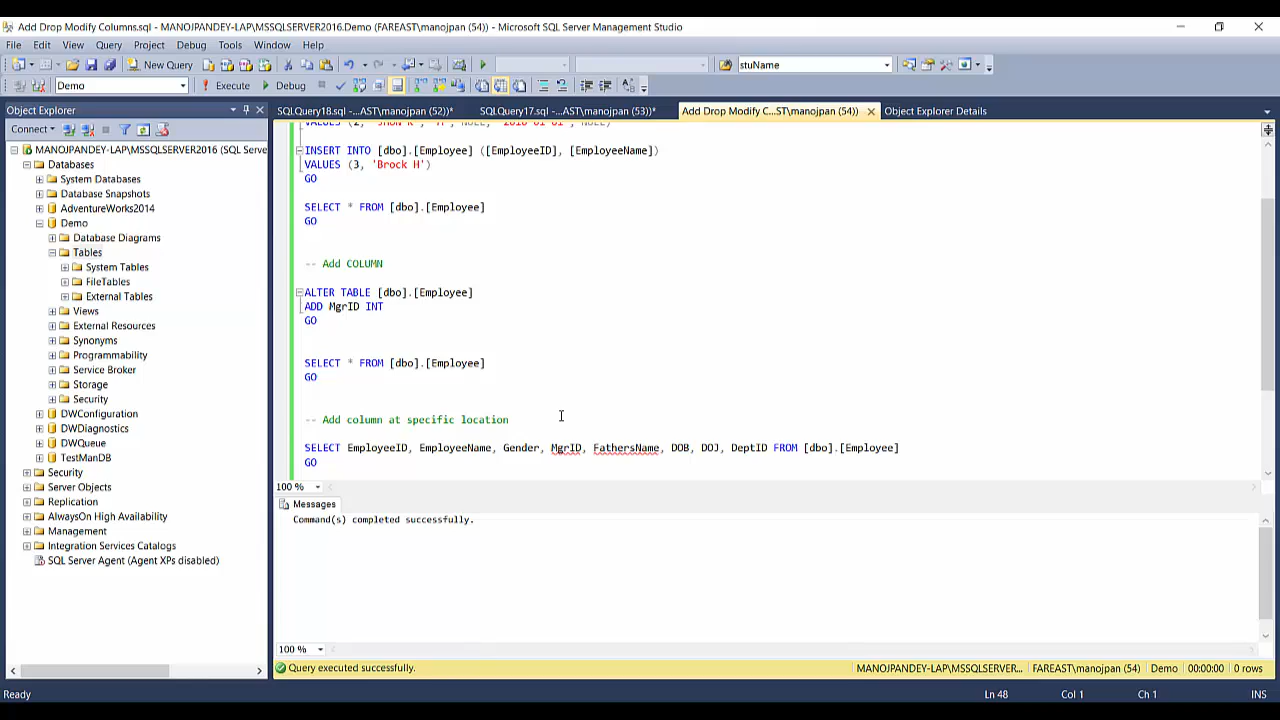 Add Drop Modify Columns.sql - MANOJPANDEY-LAP\MSSQLSERVER2016.Demo (FAREAST\manojpan (54)) - Microsoft SQL Server Management Studio
File Edit View Query Project Debug Tools Window Help
New Query stuName
Demo Execute Debug
Object Explorer
SQLQuery18.sql -...AST\manojpan (52))* SQLQuery17.sql -...AST\manojpan (53))* Add Drop Modify C...ST\manojpan (54)) Object Explorer Details
Connect
MANOJPANDEY-LAP\MSSQLSERVER2016 (SQL Serve
Databases
System Databases
Database Snapshots
AdventureWorks2014
Demo
Database Diagrams
Tables
System Tables
FileTables
External Tables
Views
External Resources
Synonyms
Programmability
Service Broker
Storage
Security
DWConfiguration
DWDiagnostics
DWQueue
TestManDB
Security
Server Objects
Replication
AlwaysOn High Availability
Management
Integration Services Catalogs
SQL Server Agent (Agent XPs disabled)
INSERT INTO [dbo].[Employee] ([EmployeeID], [EmployeeName])
VALUES (3, 'Brock H')
GO
SELECT * FROM [dbo].[Employee]
GO
-- Add COLUMN
ALTER TABLE [dbo].[Employee]
ADD MgrID INT
GO
SELECT * FROM [dbo].[Employee]
GO
-- Add column at specific location
SELECT EmployeeID, EmployeeName, Gender, MgrID, FathersName, DOB, DOJ, DeptID FROM [dbo].[Employee]
GO
100 %
Messages
Command(s) completed successfully.
100 %
Query executed successfully. MANOJPANDEY-LAP\MSSQLSERVER... FAREAST\manojpan (54) Demo 00:00:00 0 rows
Ready Ln 48 Col 1 Ch 1 INS